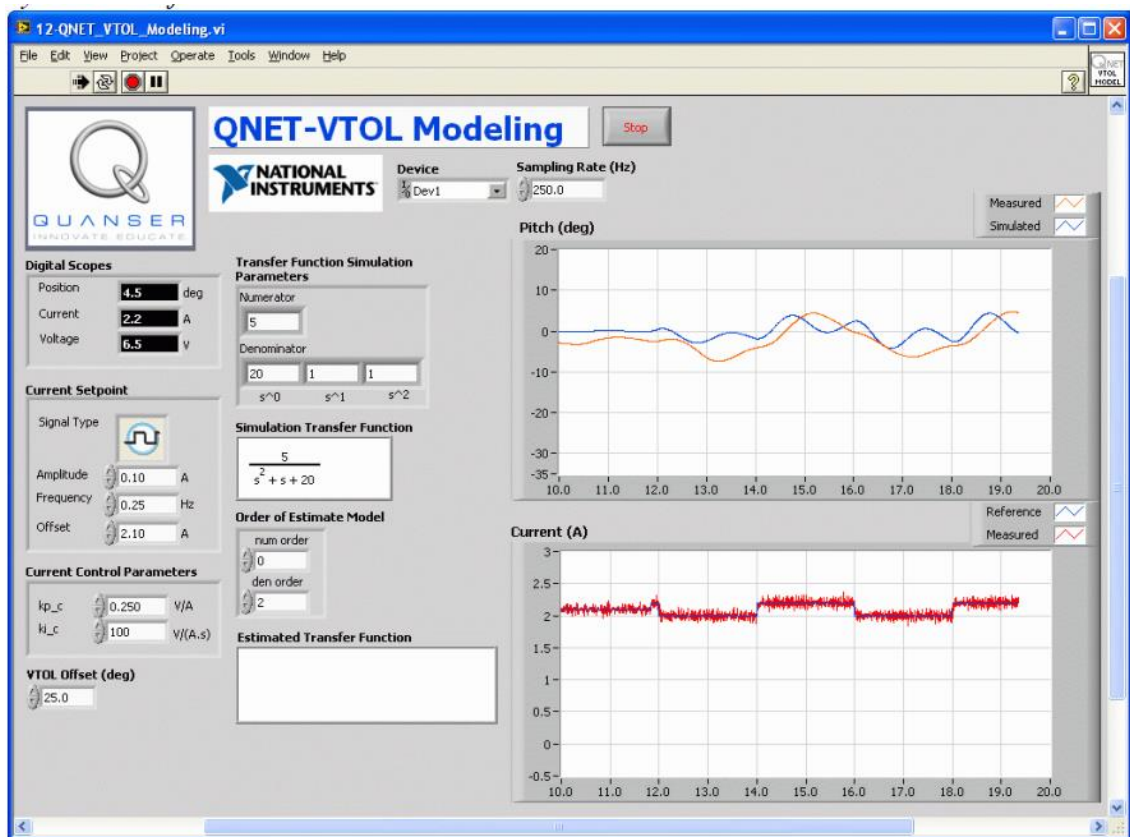 12-QNET_VTOL_Modeling.vi
File Edit View Project Operate Tools Window Help
QNET
VTOL
MODEL
QUANSER
INNOVATE EDUCATE
QNET-VTOL Modeling
Stop
NATIONAL
INSTRUMENTS
Device
Dev1
Sampling Rate (Hz)
250.0
Digital Scopes
Position 4.5 deg
Current 2.2 A
Voltage 6.5 V
Current Setpoint
Signal Type
Amplitude 0.10 A
Frequency 0.25 Hz
Offset 2.10 A
Current Control Parameters
kp_c 0.250 V/A
ki_c 100 V/(A.s)
VTOL Offset (deg)
25.0
Transfer Function Simulation
Parameters
Numerator
5
Denominator
20 1 1
s^0 s^1 s^2
Simulation Transfer Function
5
s^2 + s + 20
Order of Estimate Model
num order
0
den order
2
Estimated Transfer Function
Measured
Simulated
Pitch (deg)
20
10
0
-10
-20
-30
-35
10.0 11.0 12.0 13.0 14.0 15.0 16.0 17.0 18.0 19.0 20.0
Reference
Measured
Current (A)
3
2.5
2
1.5
1
0.5
0
-0.5
10.0 11.0 12.0 13.0 14.0 15.0 16.0 17.0 18.0 19.0 20.0